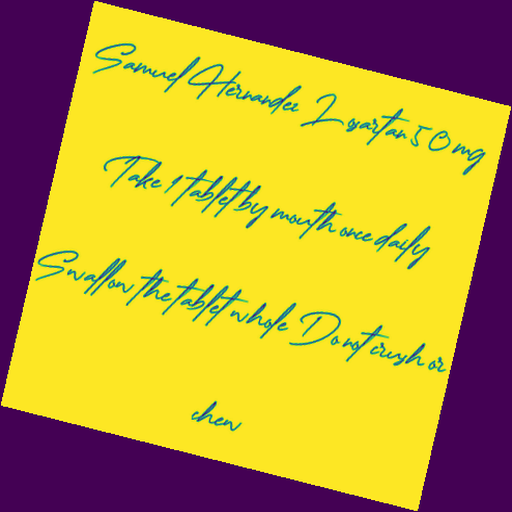 Samuel Hernandez Losartan 50 mg
Take 1 tablet by mouth once daily
Swallow the tablet whole Do not crush or
chew